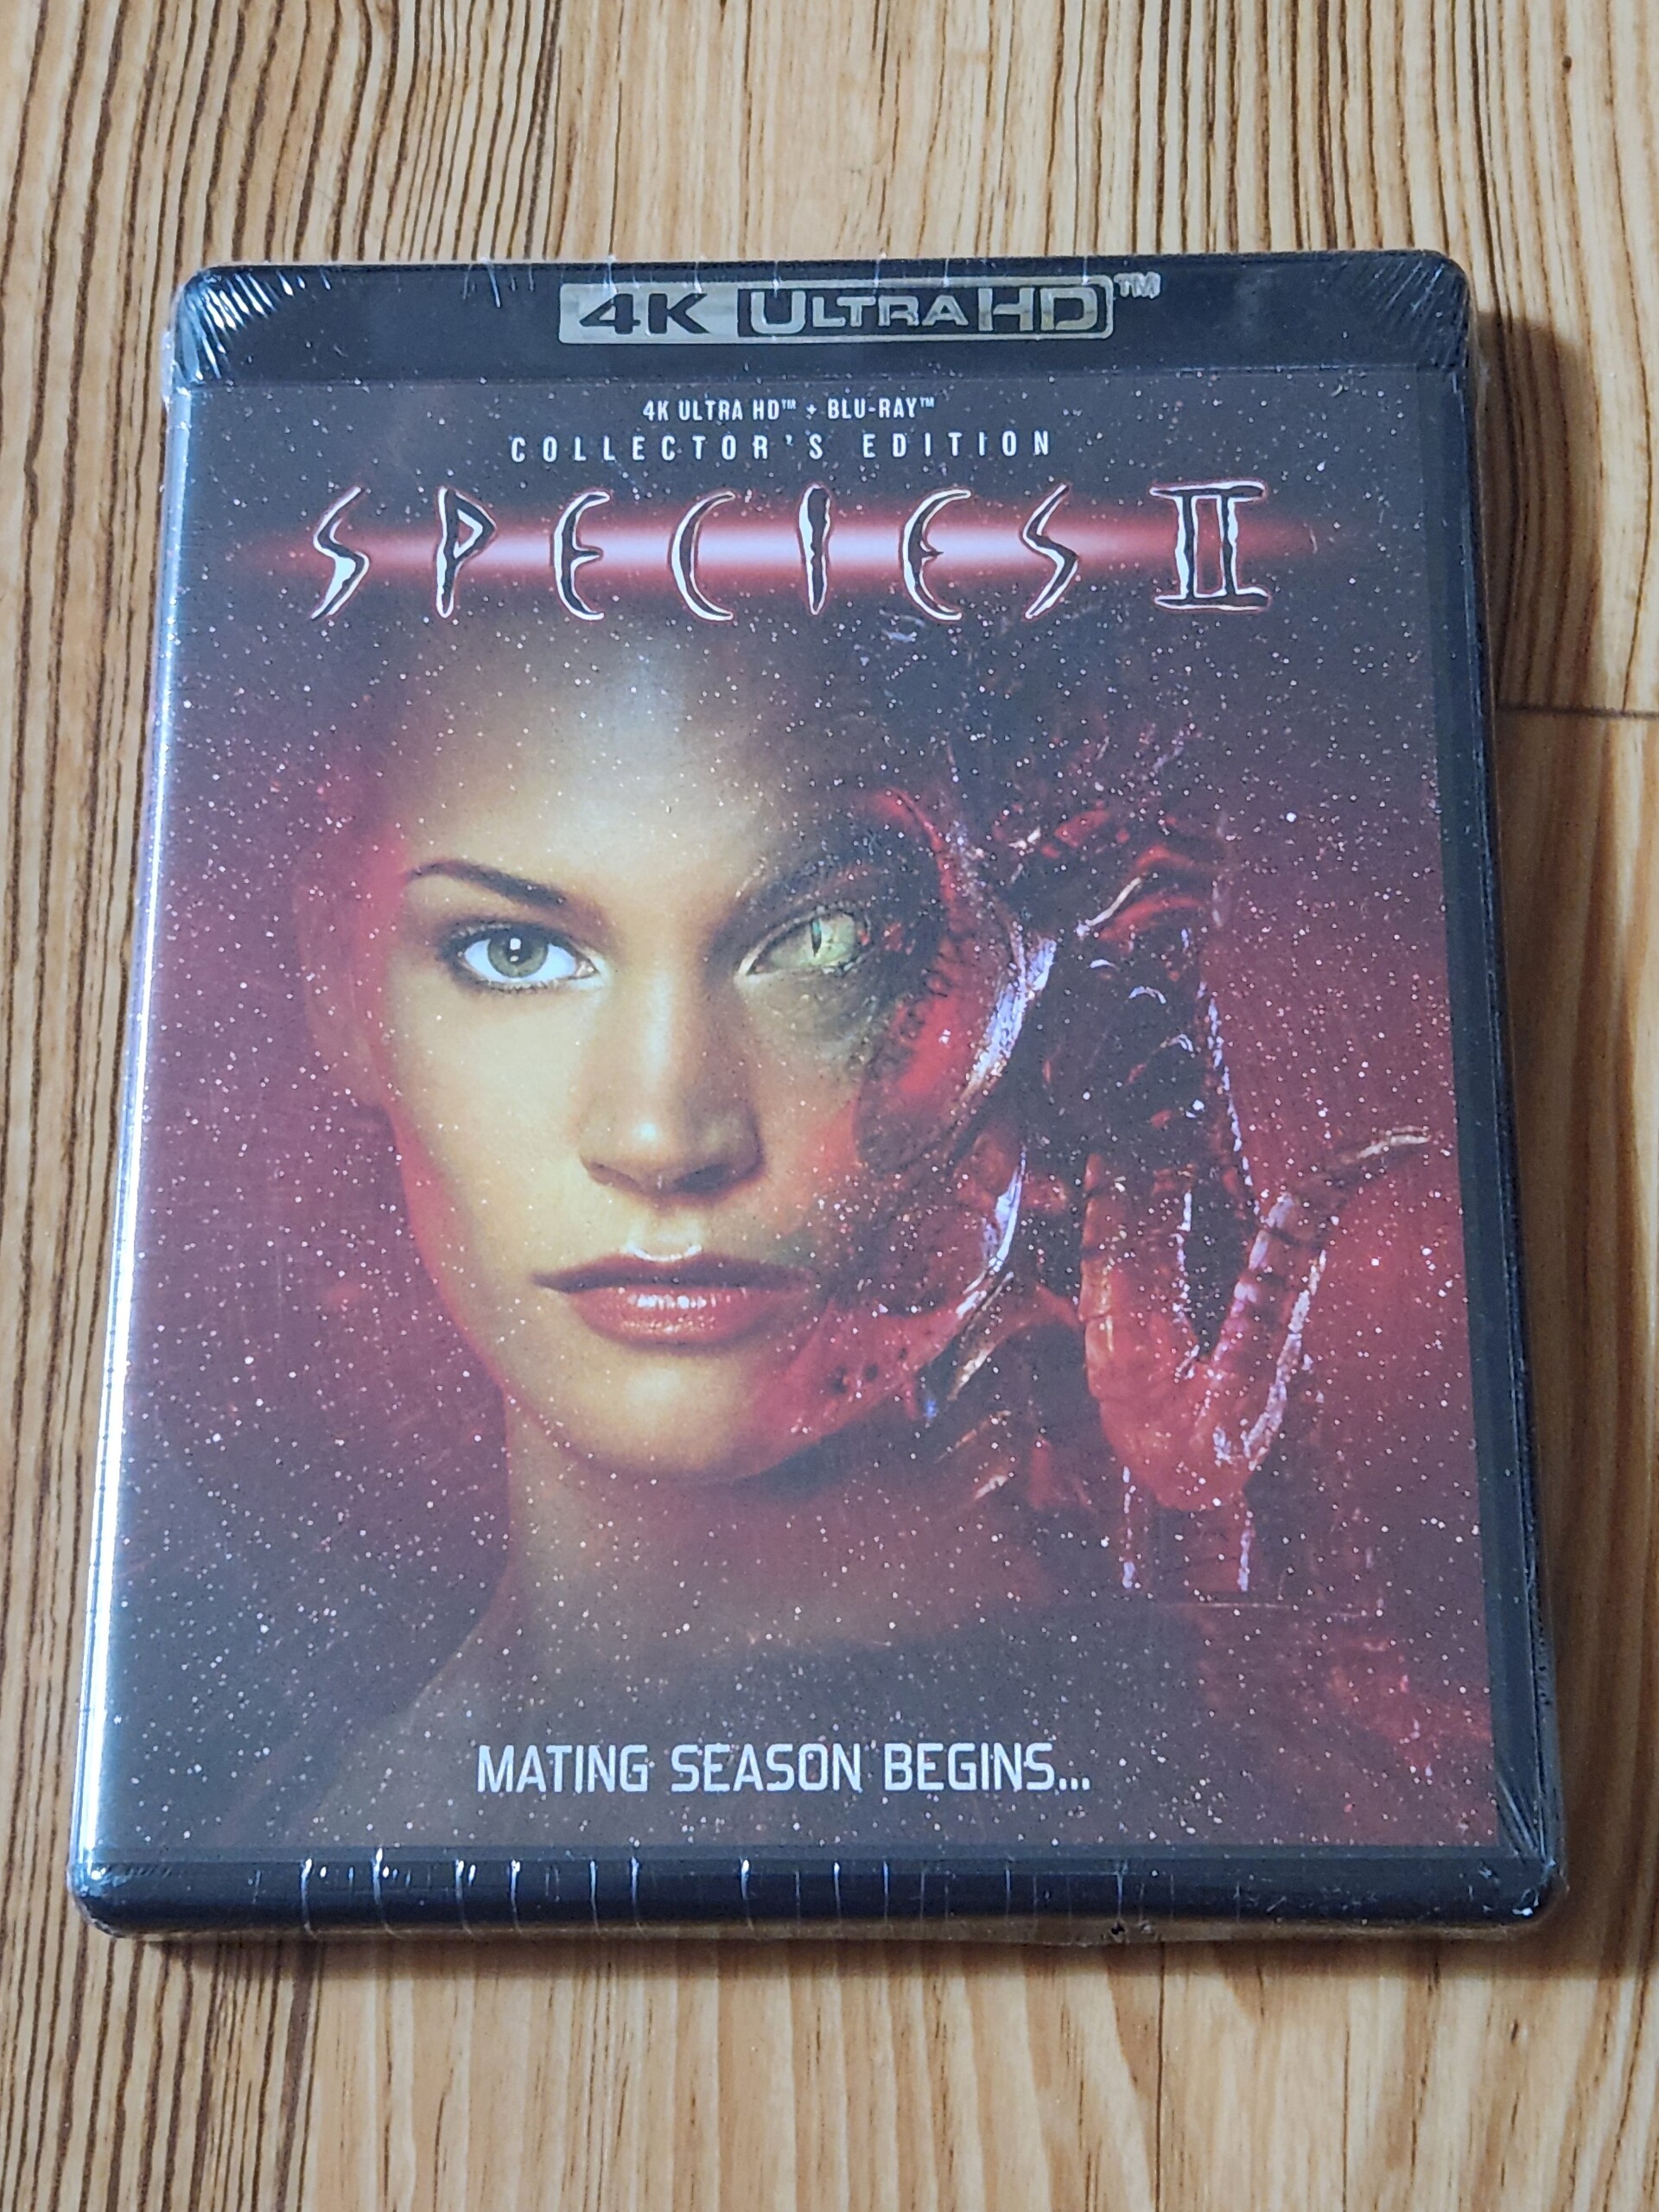 4K ULTRA HD™
4K ULTRA HD™ + BLU-RAY™
COLLECTOR'S EDITION
SPECIES II
MATING SEASON BEGINS...